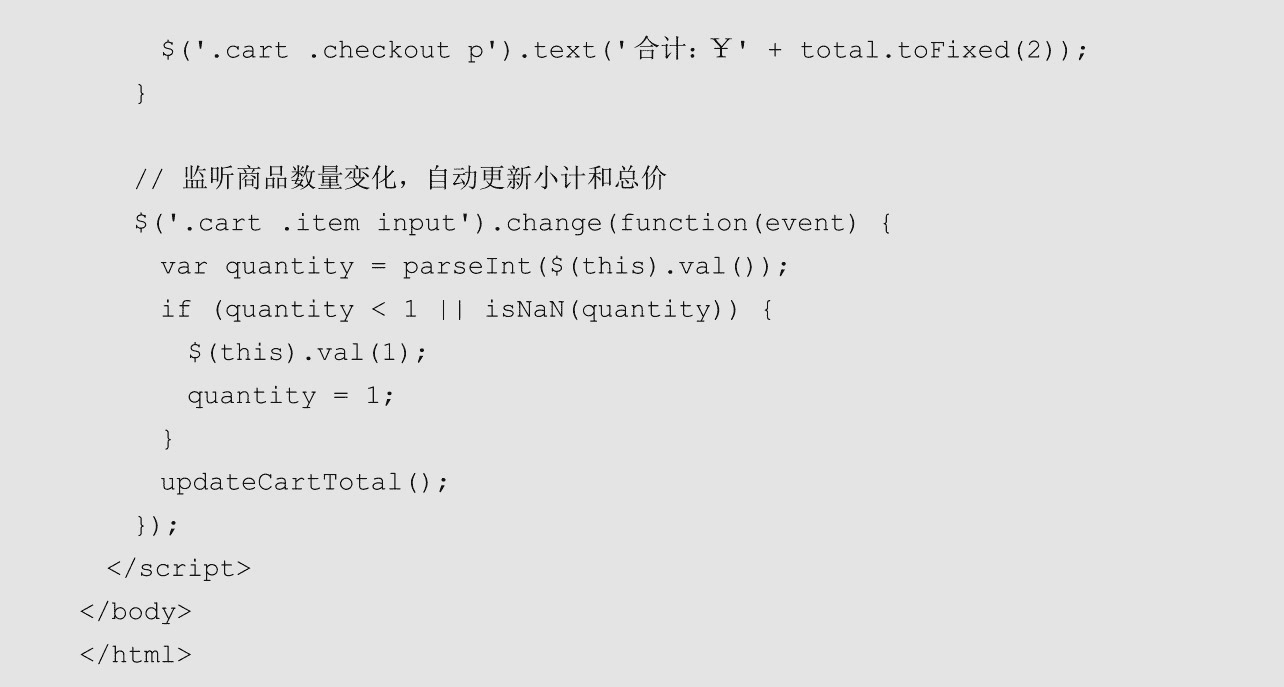 $('.cart .checkout p').text('合计：￥' + total.toFixed(2));
}
// 监听商品数量变化，自动更新小计和总价
$('.cart .item input').change(function(event) {
var quantity = parseInt($(this).val());
if (quantity < 1 || isNaN(quantity)) {
$(this).val(1);
quantity = 1;
}
updateCartTotal();
});
</script>
</body>
</html>